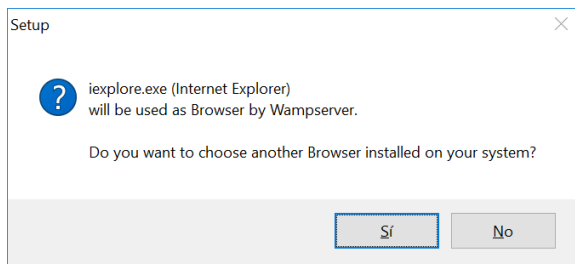 Setup
iexplore.exe (Internet Explorer)
will be used as Browser by Wampserver.
Do you want to choose another Browser installed on your system?
Sí
No